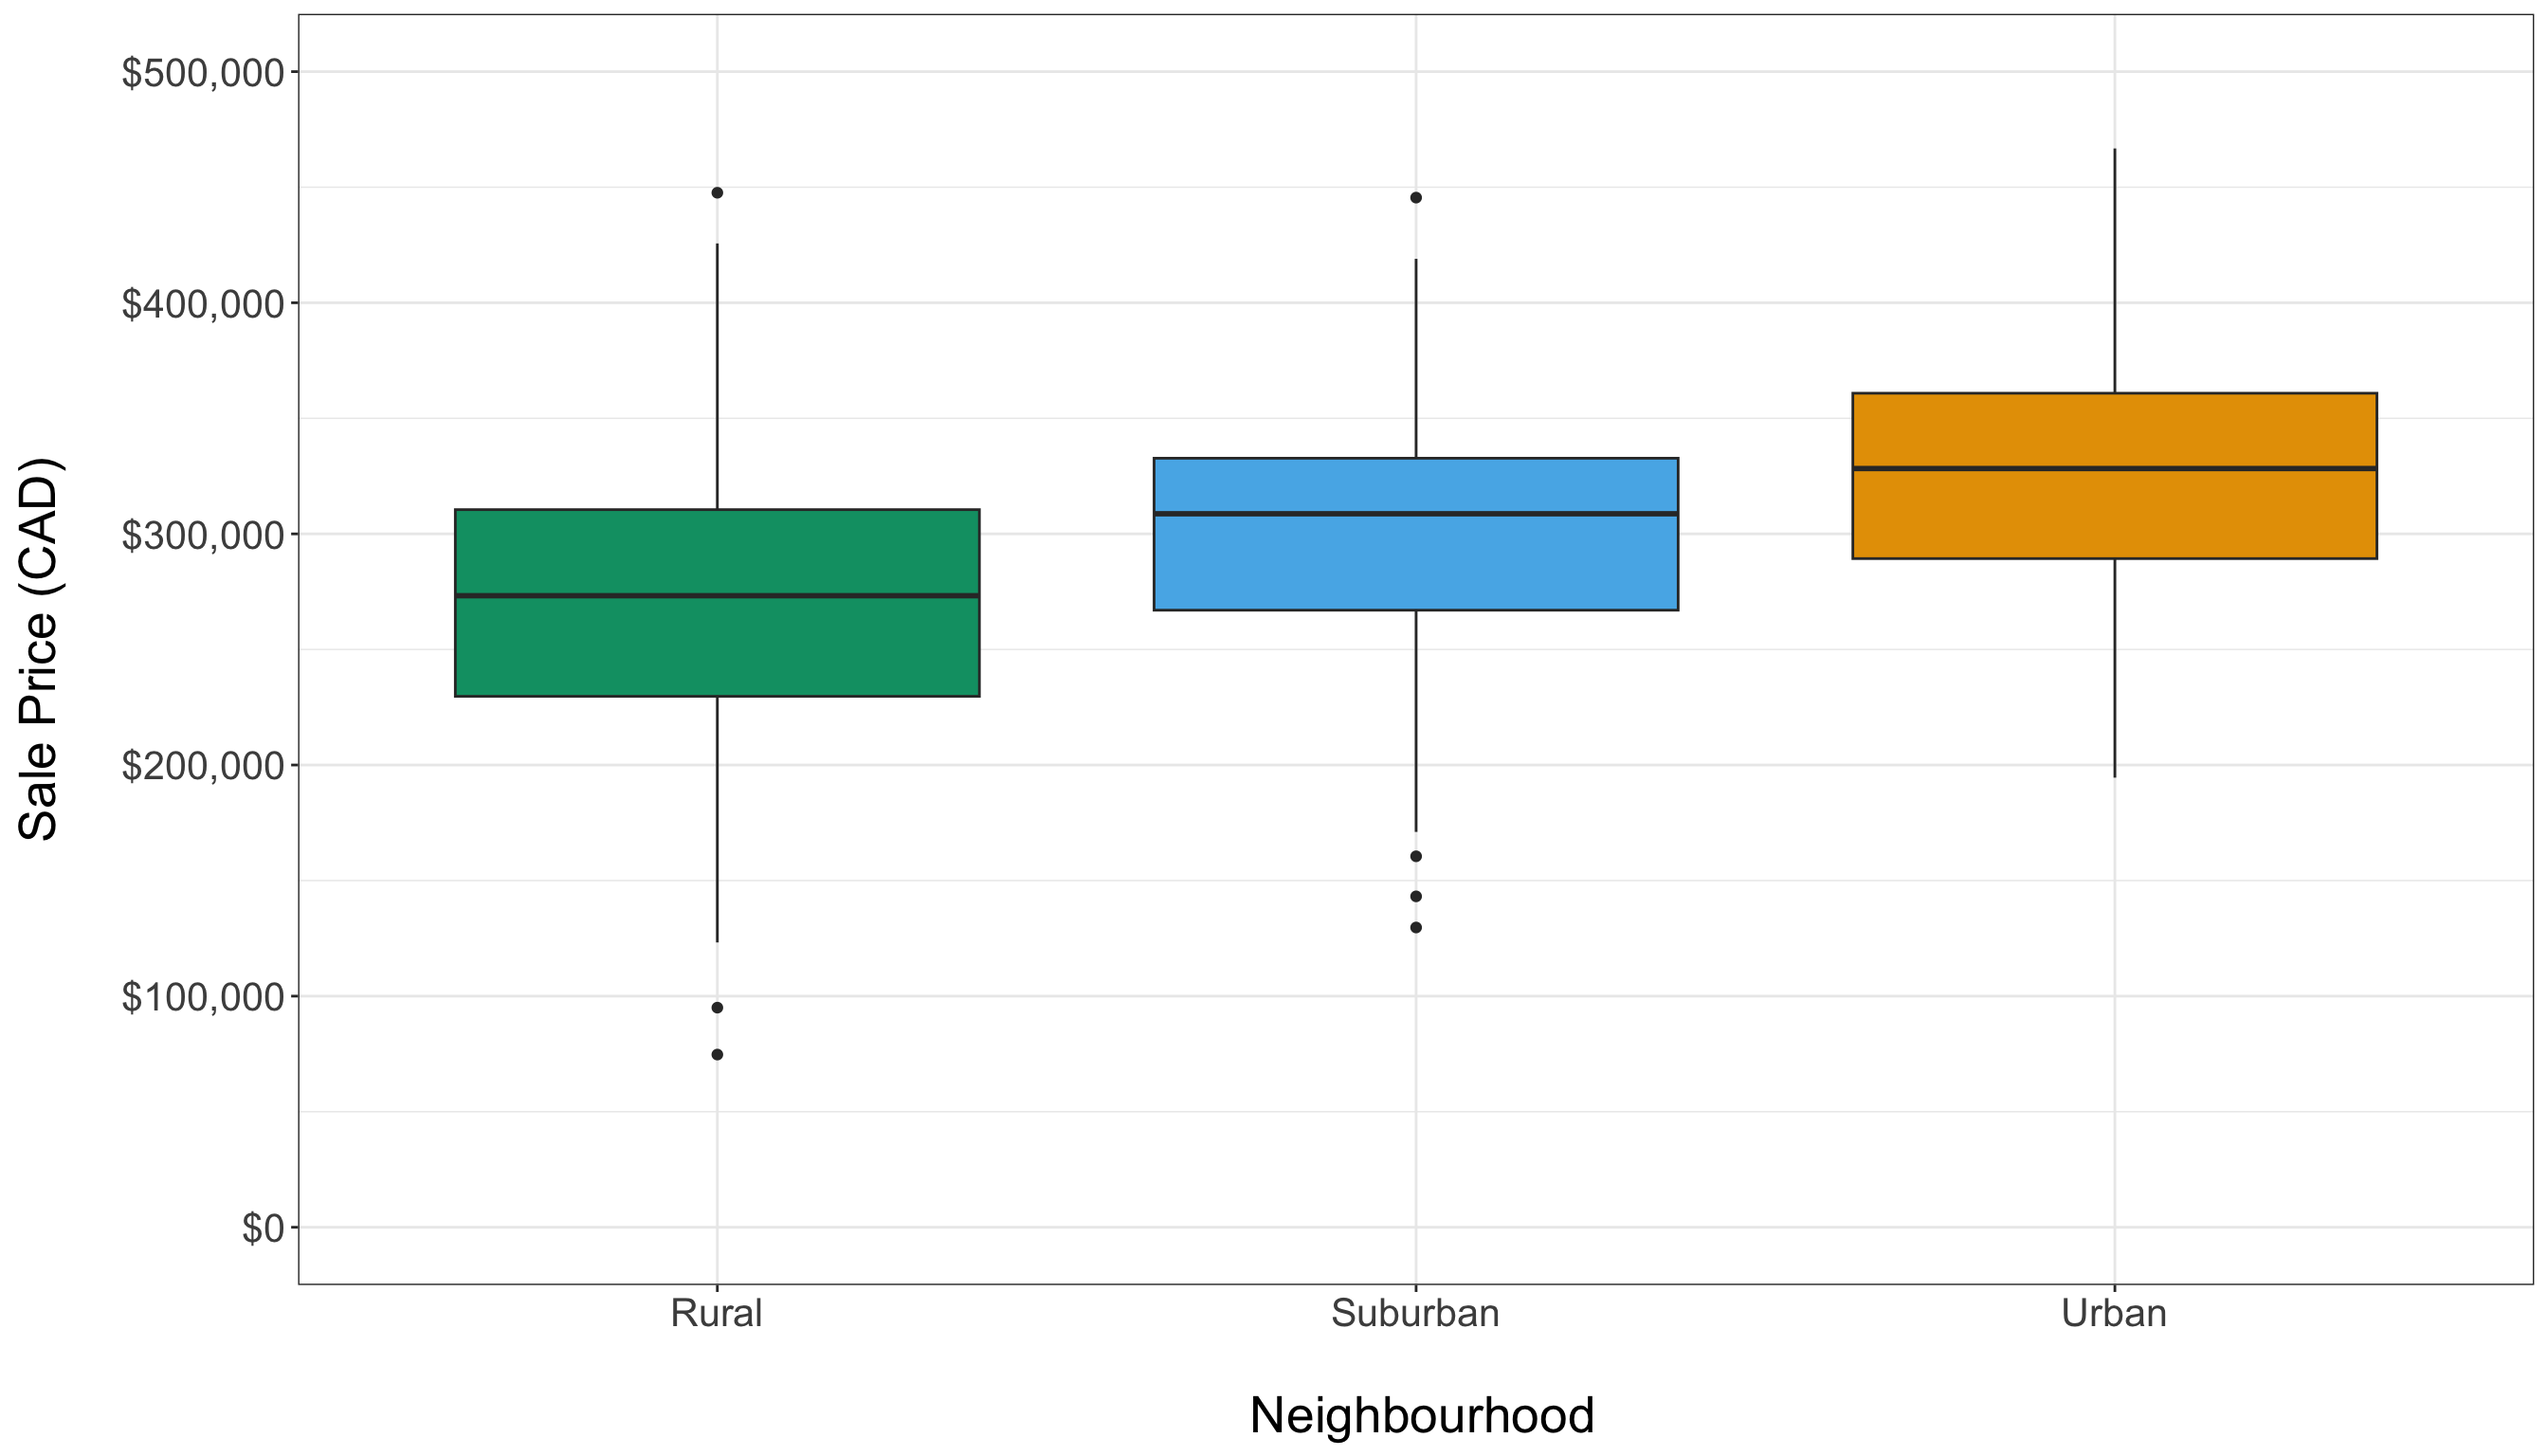 Sale Price (CAD)
$500,000
$400,000
$300,000
$200,000
$100,000
$0
Rural
Suburban
Urban
Neighbourhood